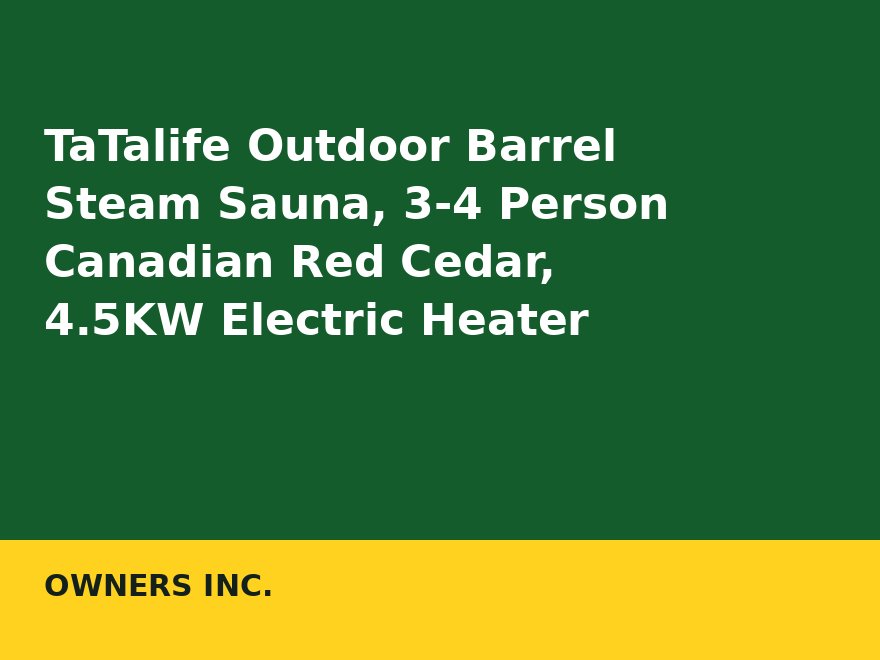 TaTalife Outdoor Barrel
Steam Sauna, 3-4 Person
Canadian Red Cedar,
4.5KW Electric Heater
OWNERS INC.